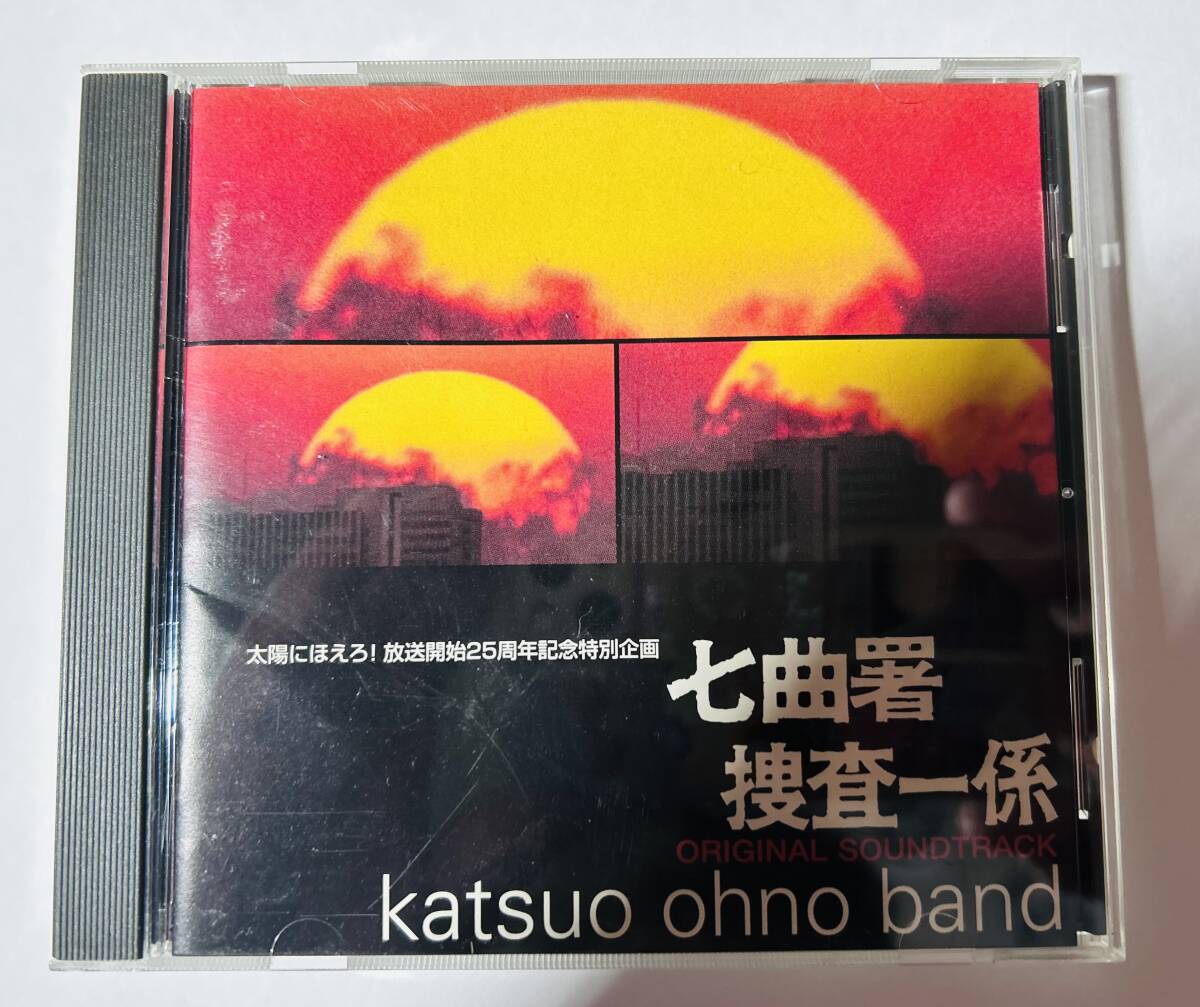 太陽にほえろ! 放送開始25周年記念特別企画
七曲署
捜査一係
ORIGINAL SOUNDTRACK
katsuo ohno band